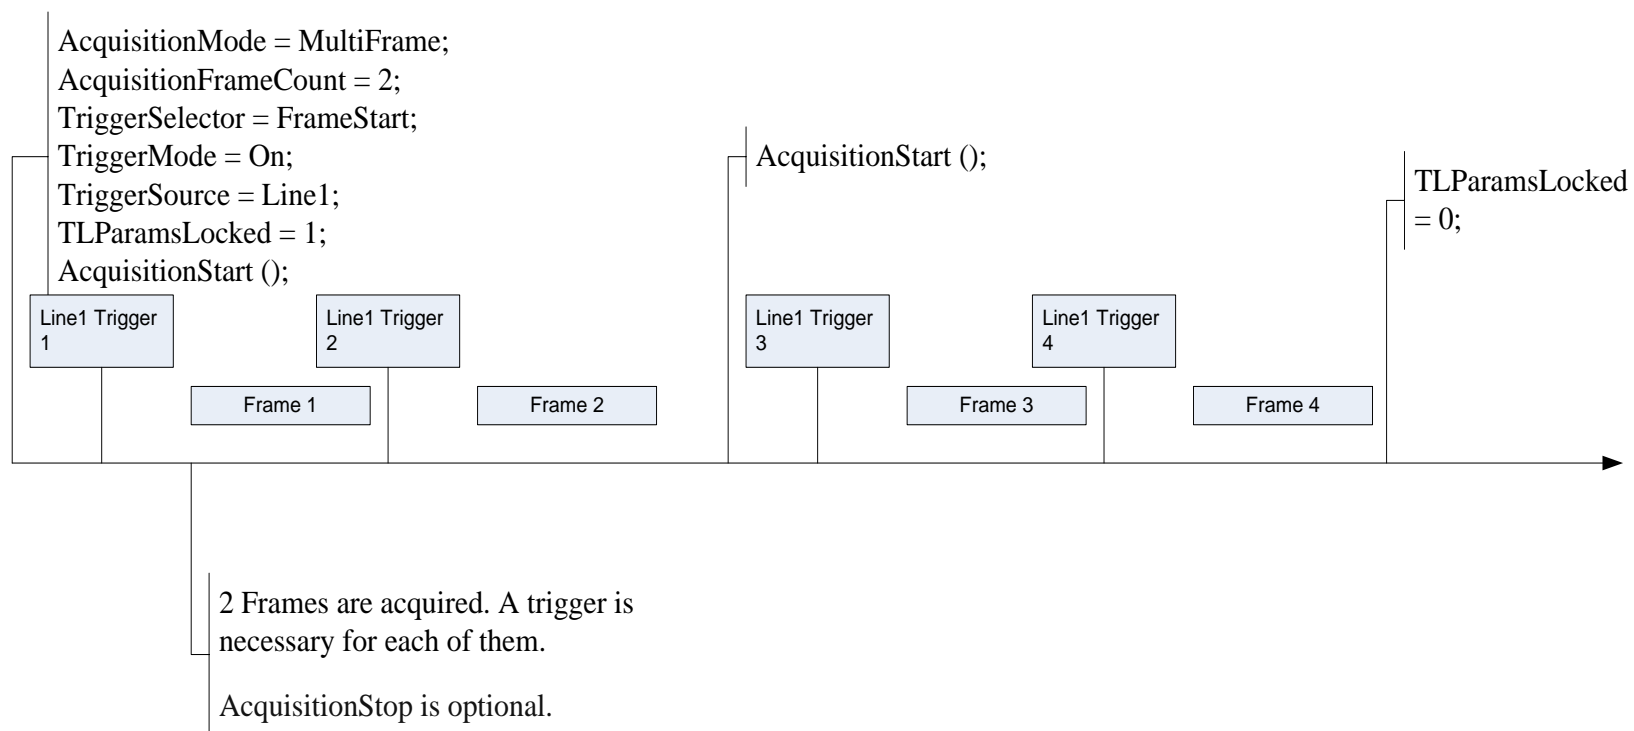 AcquisitionMode = MultiFrame;
AcquisitionFrameCount = 2;
TriggerSelector = FrameStart;
TriggerMode = On;
TriggerSource = Line1;
TLParamsLocked = 1;
AcquisitionStart ();
AcquisitionStart ();
TLParamsLocked
= 0;
Line1 Trigger
1
Line1 Trigger
2
Line1 Trigger
3
Line1 Trigger
4
Frame 1
Frame 2
Frame 3
Frame 4
2 Frames are acquired. A trigger is
necessary for each of them.
AcquisitionStop is optional.